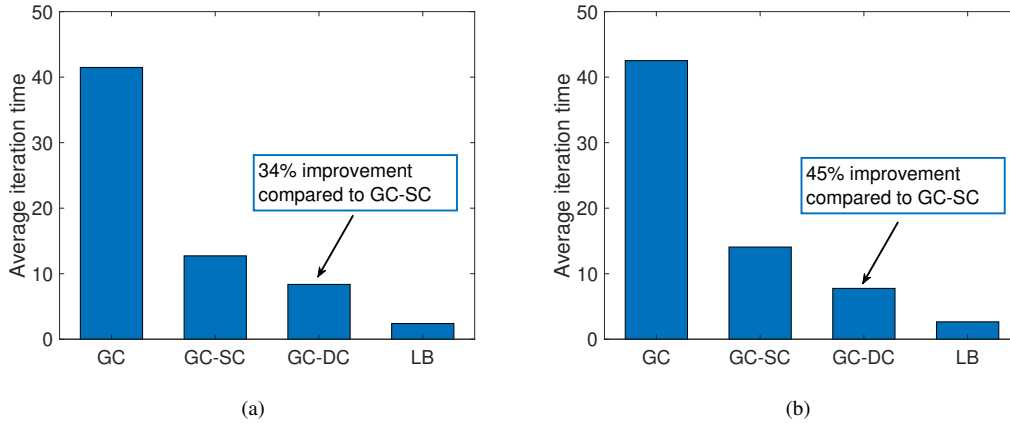 50
40
30
20
10
0
Average iteration time
34% improvement
compared to GC-SC
GC
GC-SC
GC-DC
LB
(a)
50
40
30
20
10
0
Average iteration time
45% improvement
compared to GC-SC
GC
GC-SC
GC-DC
LB
(b)